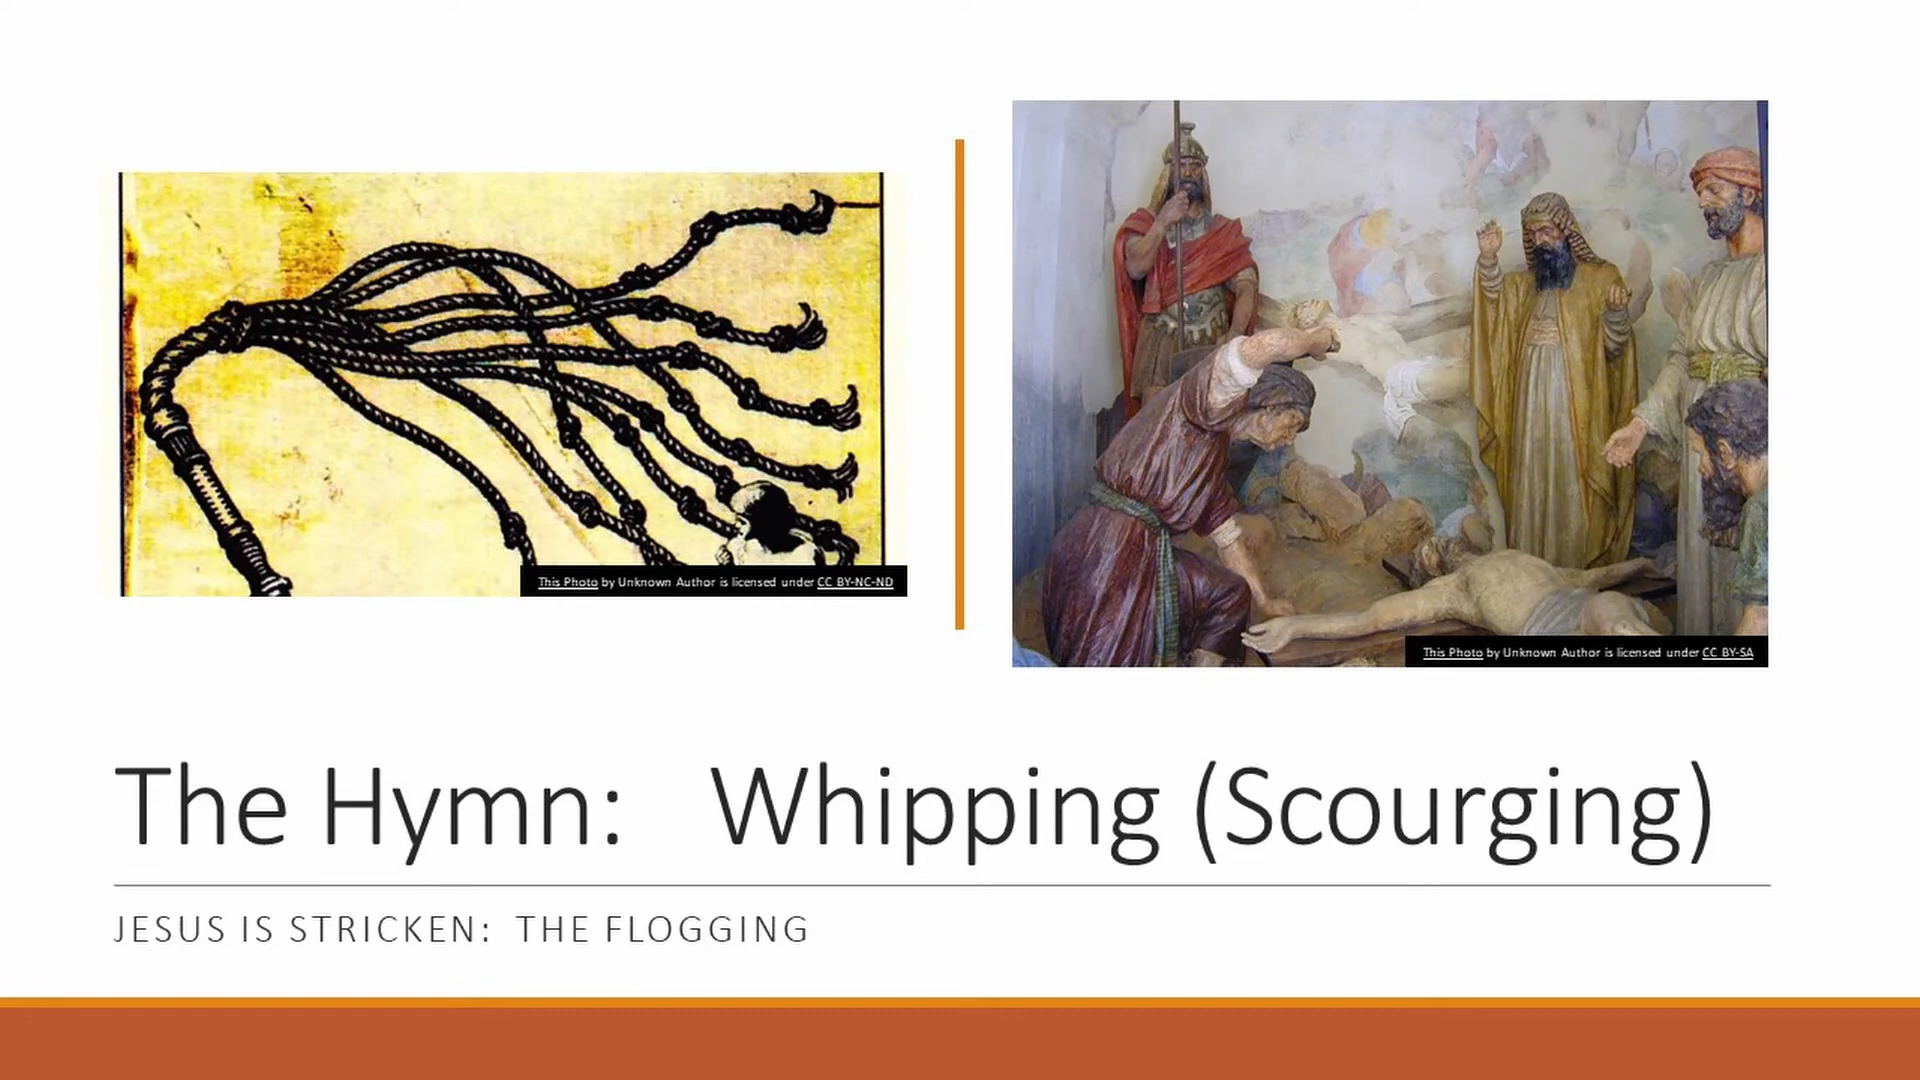 This Photo by Unknown Author is licensed under CC BY-NC-ND
This Photo by Unknown Author is licensed under CC BY-SA
The Hymn: Whipping (Scourging)
JESUS IS STRICKEN: THE FLOGGING